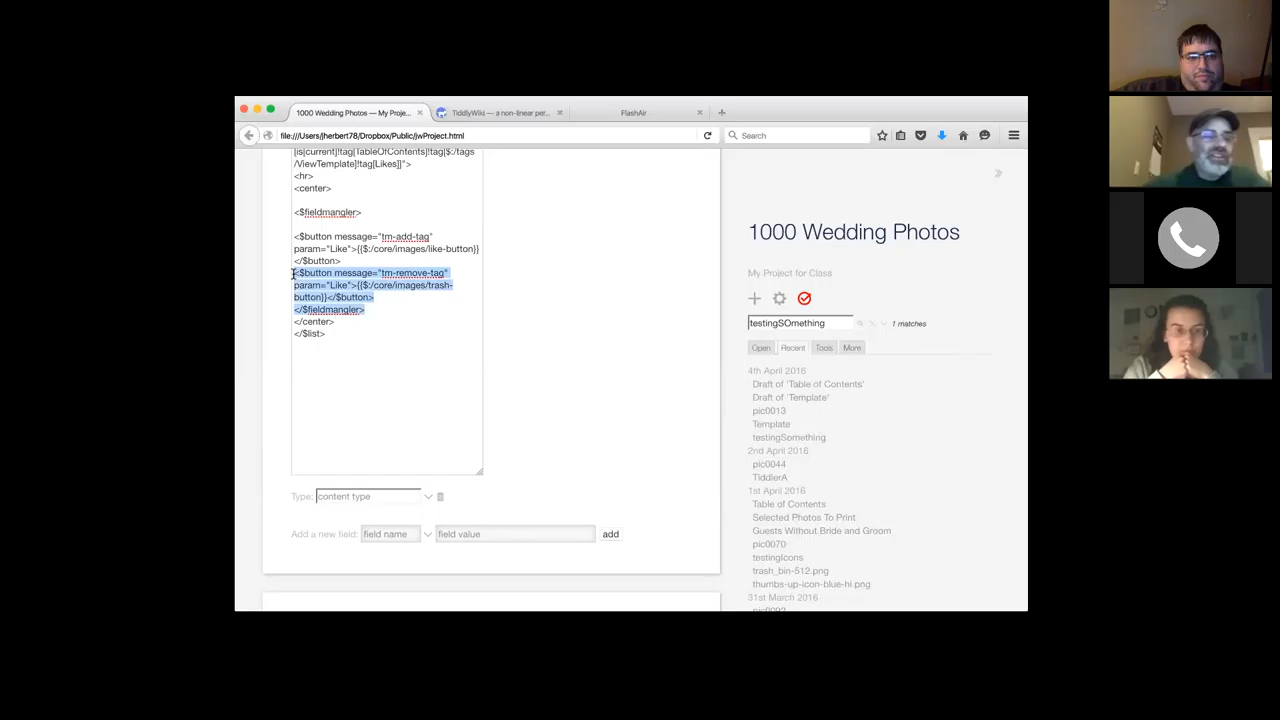 1000 Wedding Photos — My Projec...
TiddlyWiki — a non-linear per...
FlashAir
file:///Users/jherbert78/Dropbox/Public/jwProject.html
Search
[is|current]!tag[TableOfContents]!tag[$:/tags
/ViewTemplate]!tag[Likes]]">
<hr>
<center>
<$fieldmangler>
<$button message="tm-add-tag"
param="Like">{{$:/core/images/like-button}}
</$button>
<$button message="tm-remove-tag"
param="Like">{{$:/core/images/trash-
button}}</$button>
</$fieldmangler>
</center>
</$list>
Type: content type
Add a new field: field name field value add
1000 Wedding Photos
My Project for Class
testingSOmething 1 matches
Open Recent Tools More
4th April 2016
Draft of 'Table of Contents'
Draft of 'Template'
pic0013
Template
testingSomething
2nd April 2016
pic0044
TiddlerA
1st April 2016
Table of Contents
Selected Photos To Print
Guests Without Bride and Groom
pic0070
testingIcons
trash_bin-512.png
thumbs-up-icon-blue-hi.png
31st March 2016
pic0092